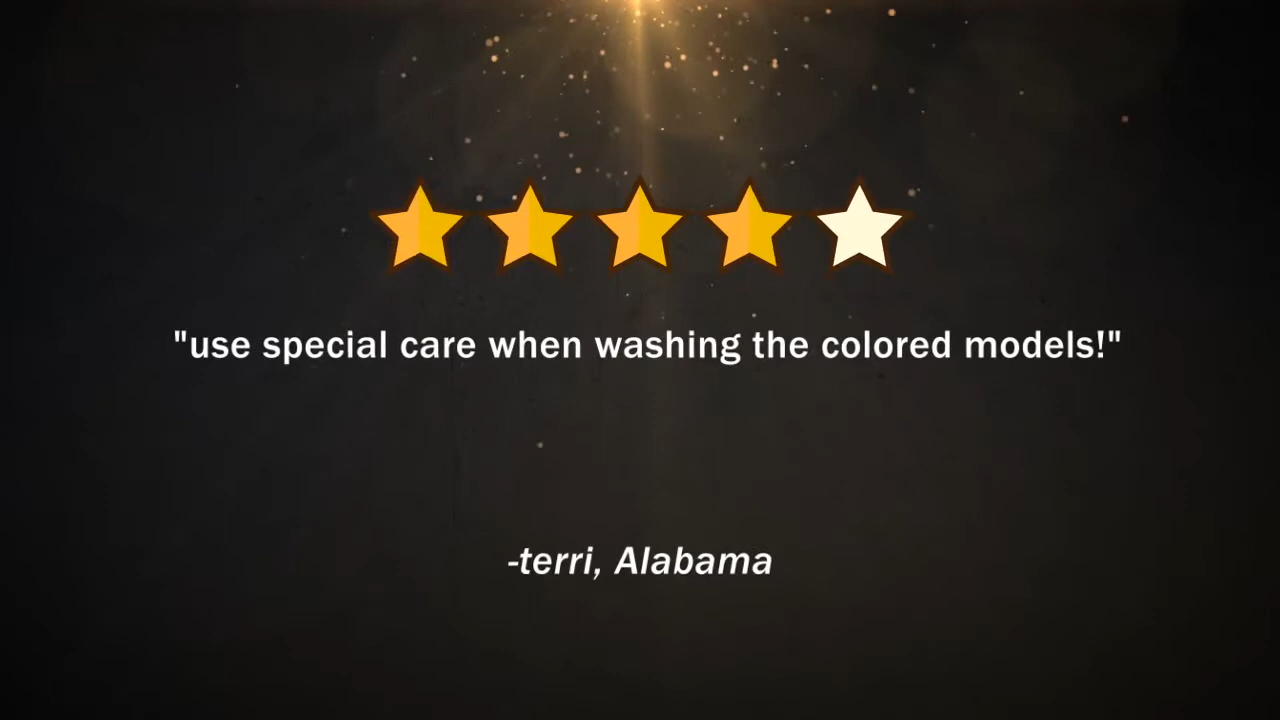 "use special care when washing the colored models!"
-terri, Alabama